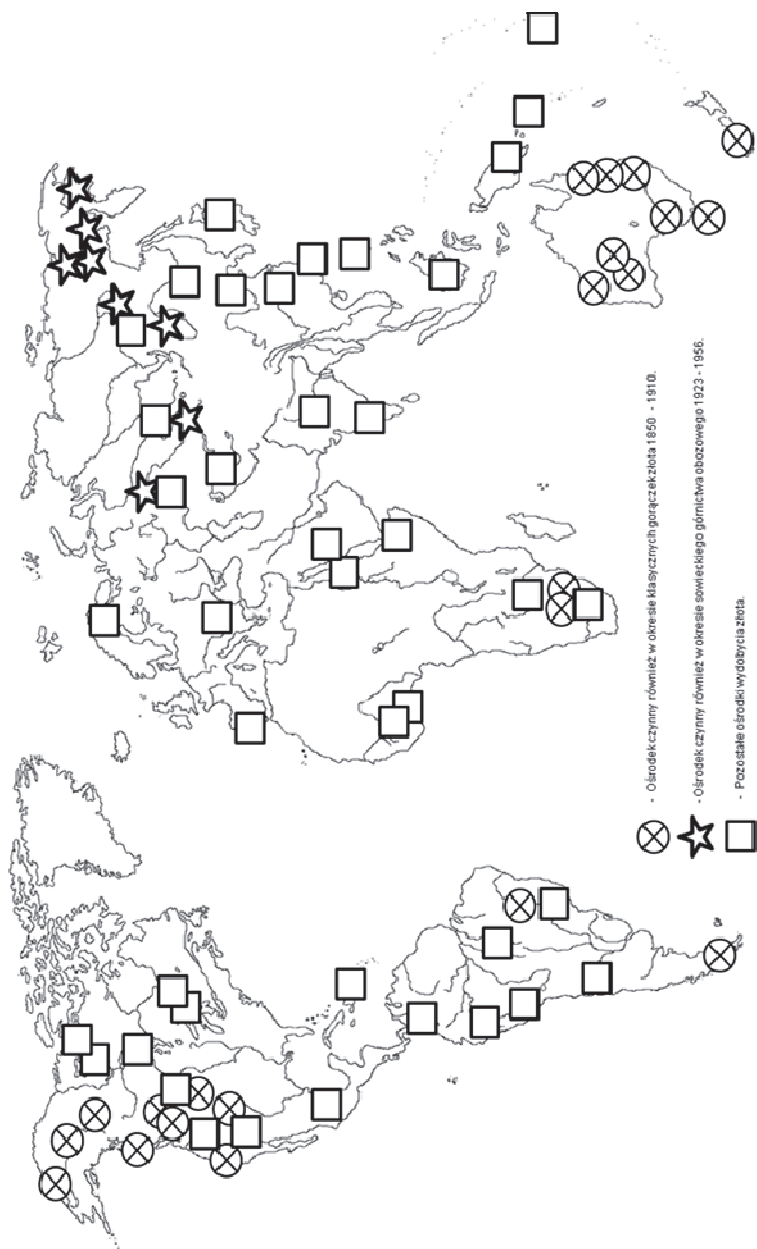 - Ośrodek czynny również w okresie klasycznych gorączek złota 1850 - 1910.
- Ośrodek czynny również w okresie sowieckiego górnictwa obozowego 1923 - 1956.
- Pozostałe ośrodki wydobycia złota.